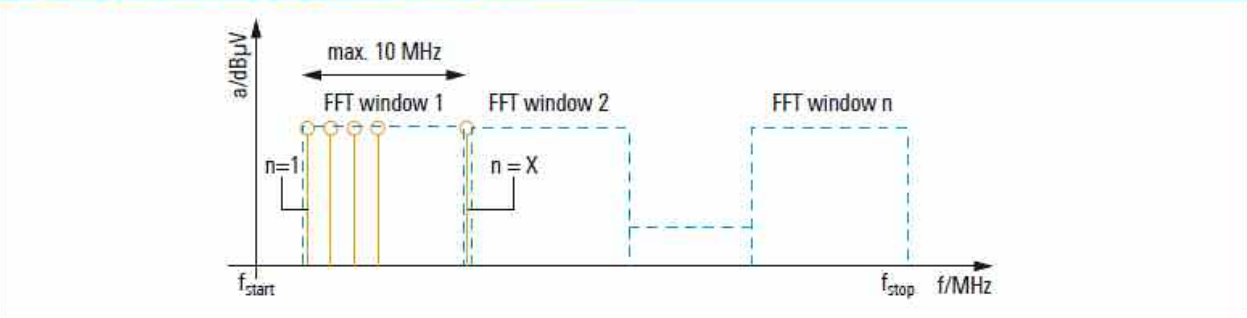 a/dBµV
max. 10 MHz
FFT window 1
FFT window 2
FFT window n
n=1
n = X
fstart
fstop
f/MHz